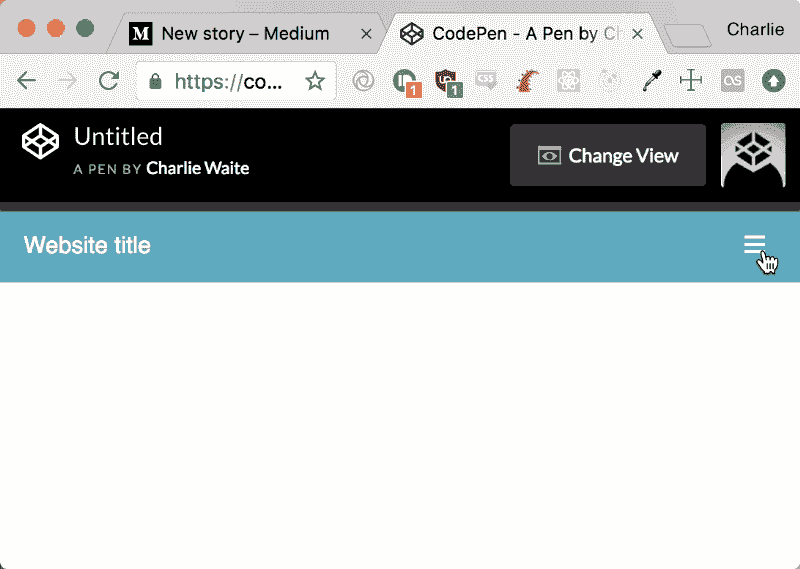 New story – Medium
CodePen - A Pen by Ch
Charlie
https://co...
1
1
CSS
Untitled
A PEN BY Charlie Waite
Change View
Website title